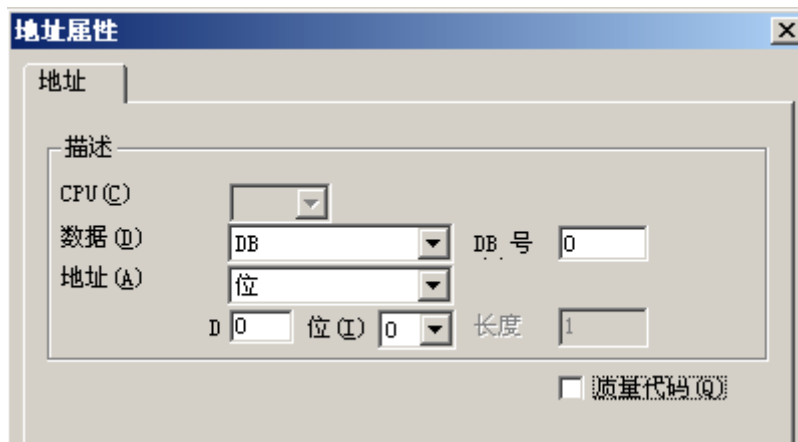 地址属性
地址
描述
CPU(C)
数据(D) DB DB 号 0
地址(A) 位
D 0 位(I) 0 长度 1
质量代码(Q)